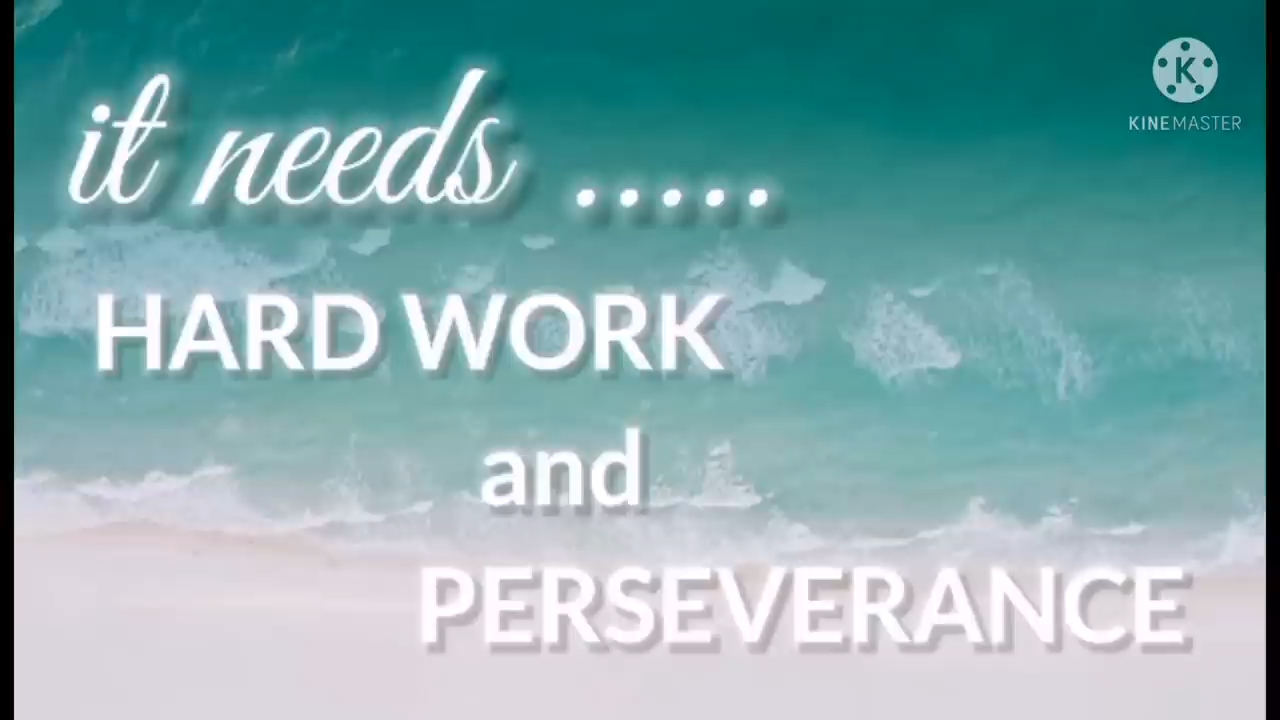 it needs .....
HARD WORK
and
PERSEVERANCE
K
KINEMASTER